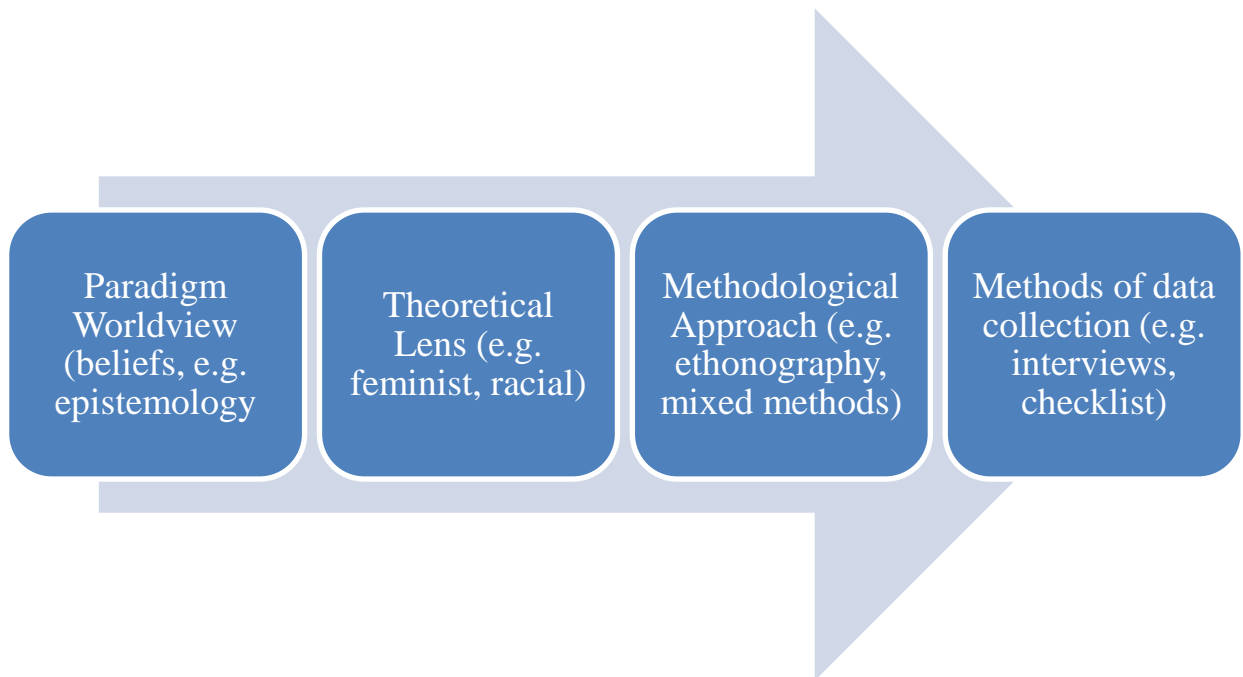 Paradigm
Worldview
(beliefs, e.g.
epistemology
Theoretical
Lens (e.g.
feminist, racial)
Methodological
Approach (e.g.
ethonography,
mixed methods)
Methods of data
collection (e.g.
interviews,
checklist)